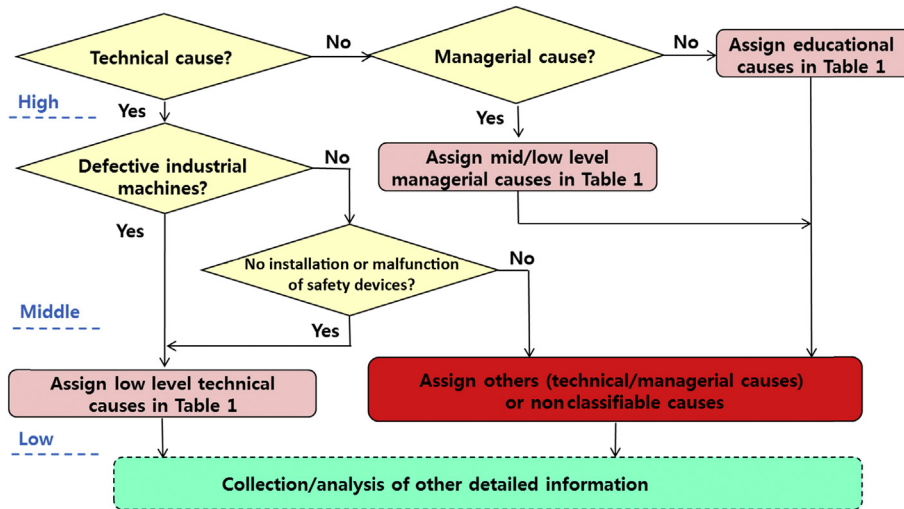 Technical cause?
No
Managerial cause?
No
Assign educational
causes in Table 1
High
Yes
Yes
Defective industrial
machines?
No
Assign mid/low level
managerial causes in Table 1
Yes
No installation or malfunction
of safety devices?
No
Middle
Yes
Assign low level technical
causes in Table 1
Assign others (technical/managerial causes)
or nonclassifiable causes
Low
Collection/analysis of other detailed information